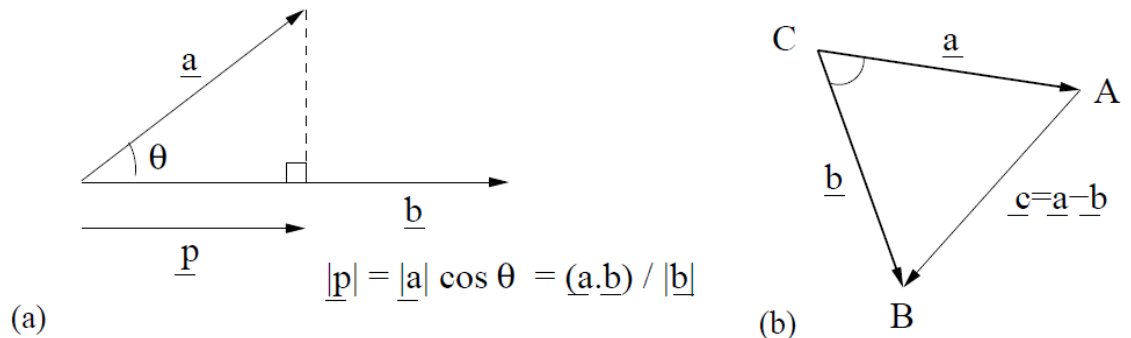 a
θ
b
p
|p| = |a| cos θ = (a.b) / |b|
(a)
C
a
A
b
c=a−b
B
(b)